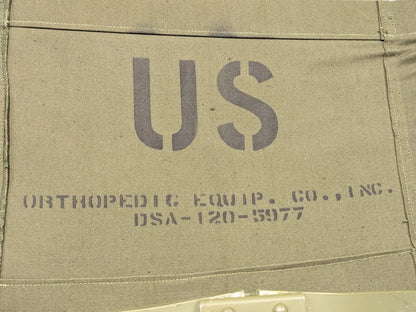 US
ORTHOPEDIC EQUIP. CO., INC.
DSA-120-5977